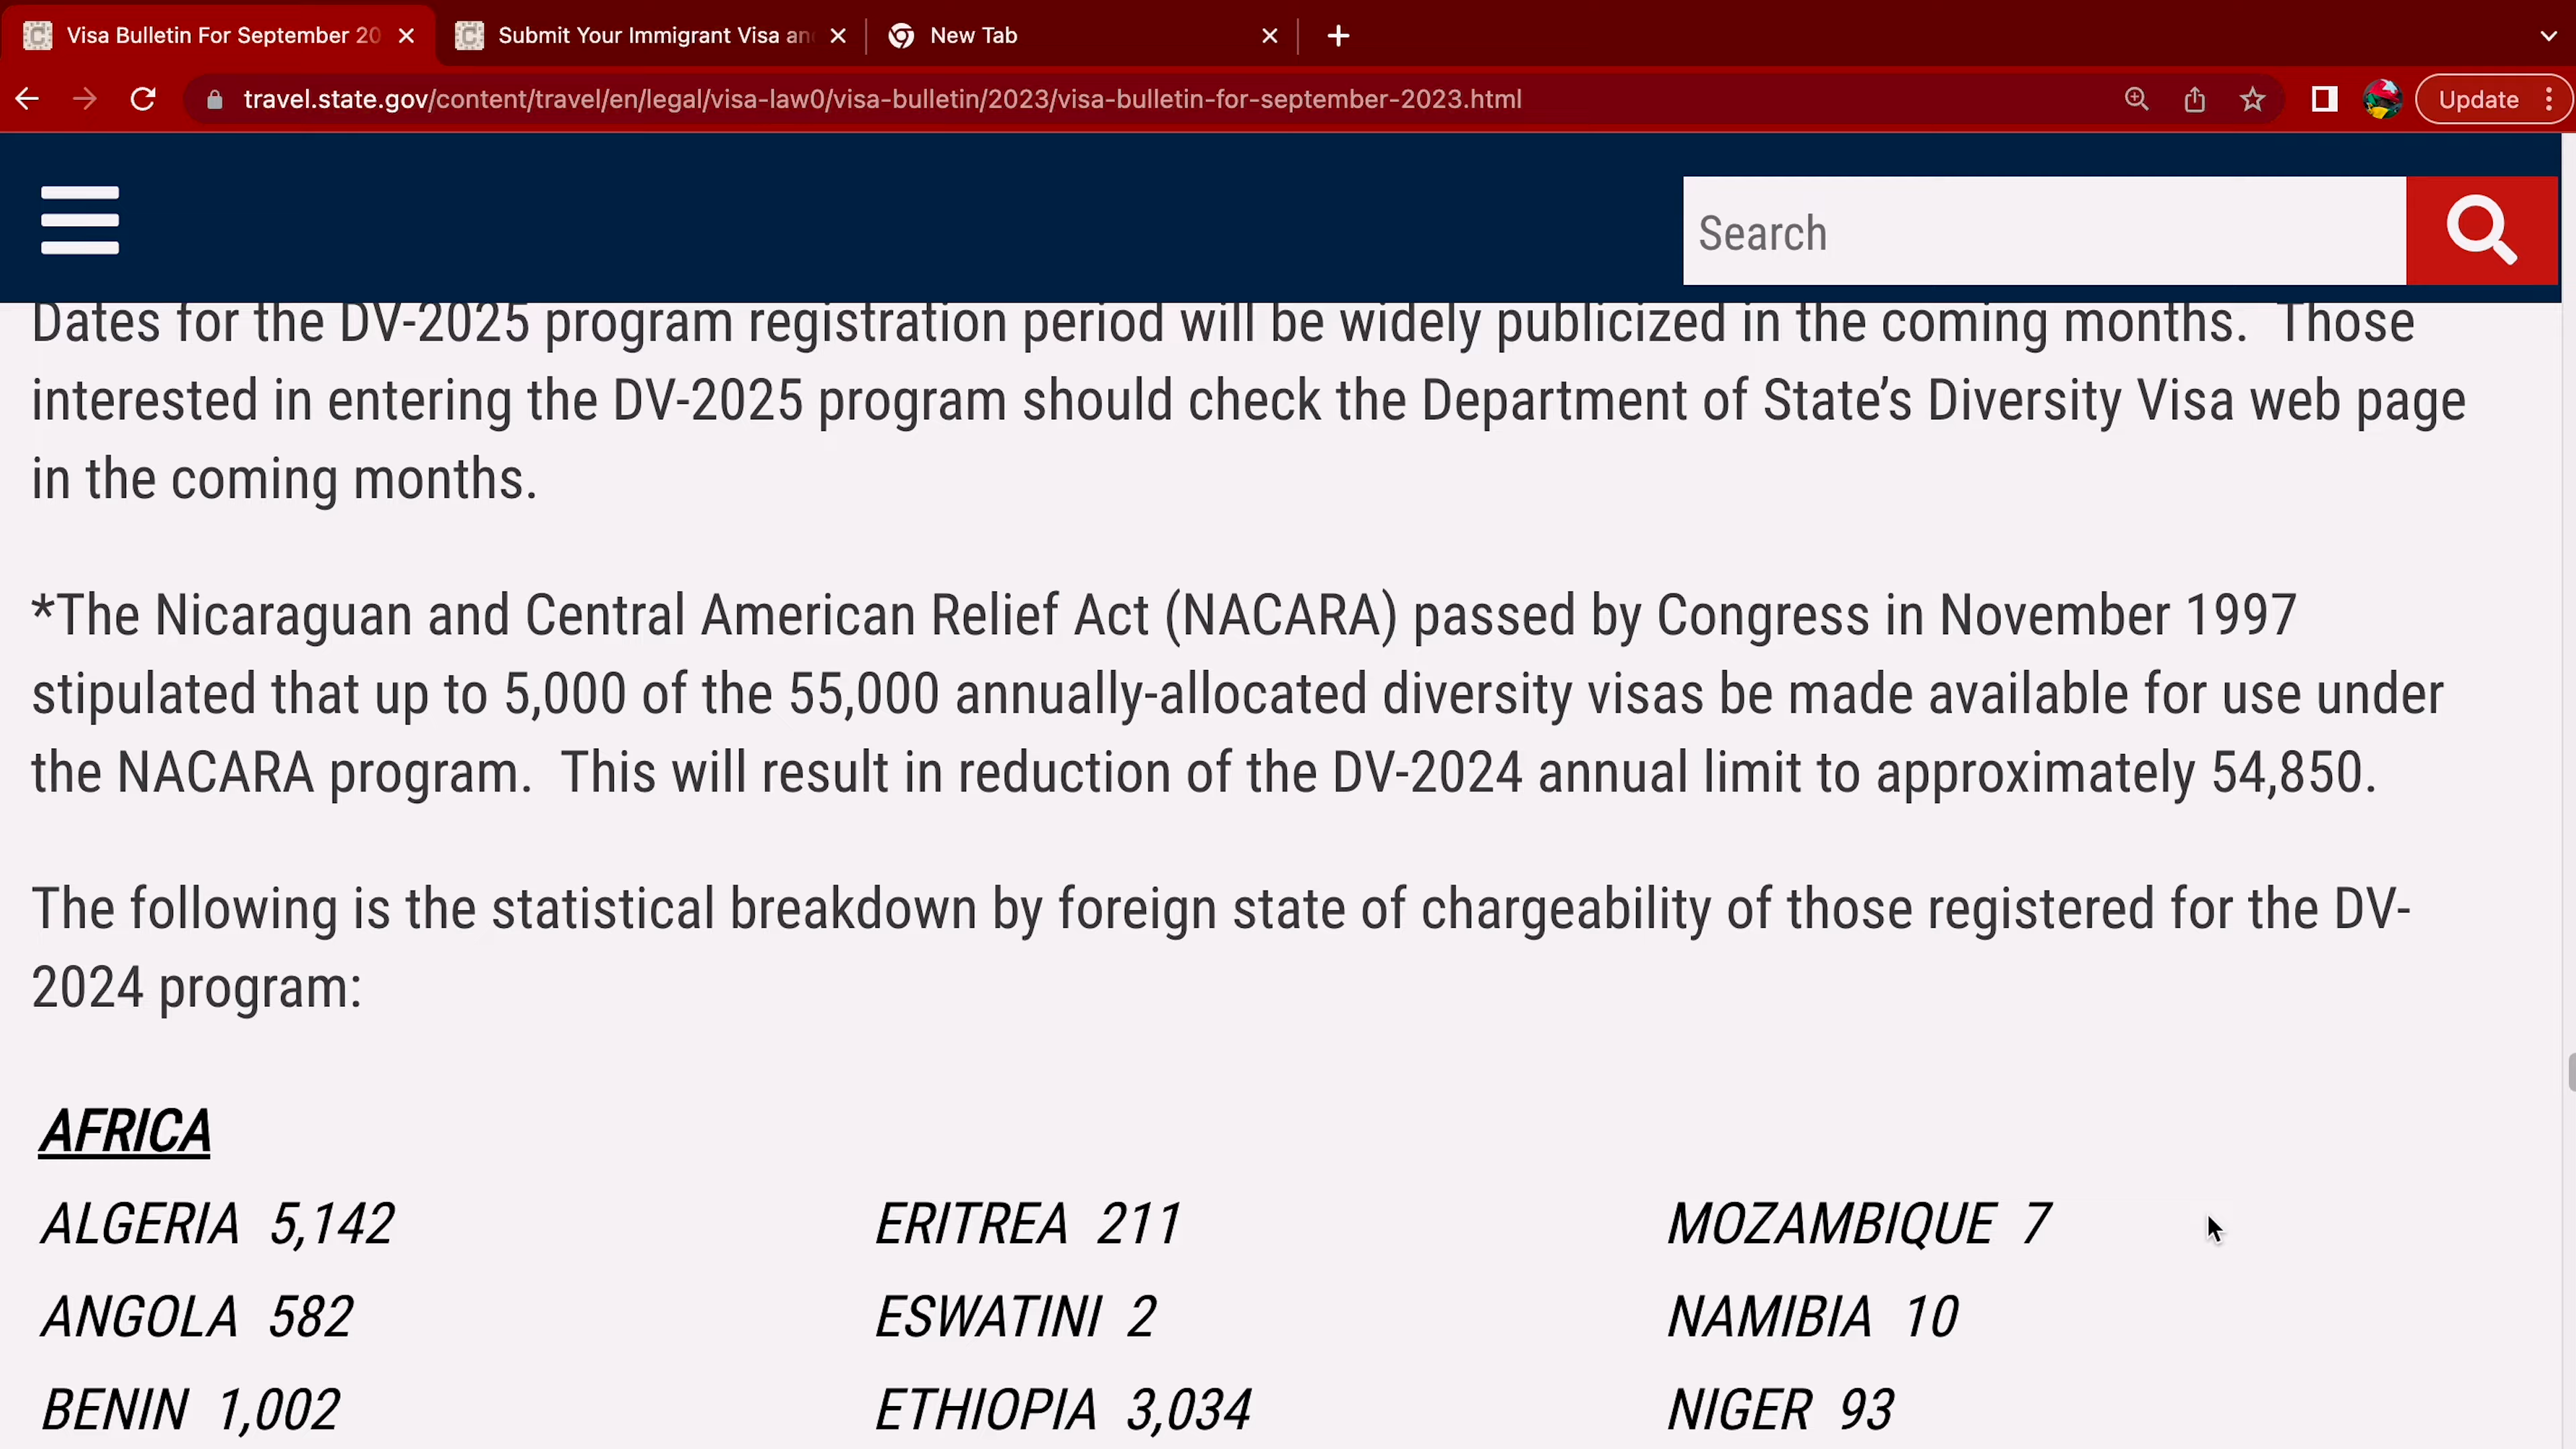 Visa Bulletin For September 20
Submit Your Immigrant Visa an
New Tab
travel.state.gov/content/travel/en/legal/visa-law0/visa-bulletin/2023/visa-bulletin-for-september-2023.html
Update
Search
Dates for the DV-2025 program registration period will be widely publicized in the coming months. Those
interested in entering the DV-2025 program should check the Department of State’s Diversity Visa web page
in the coming months.
*The Nicaraguan and Central American Relief Act (NACARA) passed by Congress in November 1997
stipulated that up to 5,000 of the 55,000 annually-allocated diversity visas be made available for use under
the NACARA program. This will result in reduction of the DV-2024 annual limit to approximately 54,850.
The following is the statistical breakdown by foreign state of chargeability of those registered for the DV-
2024 program:
AFRICA
ALGERIA 5,142 ERITREA 211 MOZAMBIQUE 7
ANGOLA 582 ESWATINI 2 NAMIBIA 10
BENIN 1,002 ETHIOPIA 3,034 NIGER 93